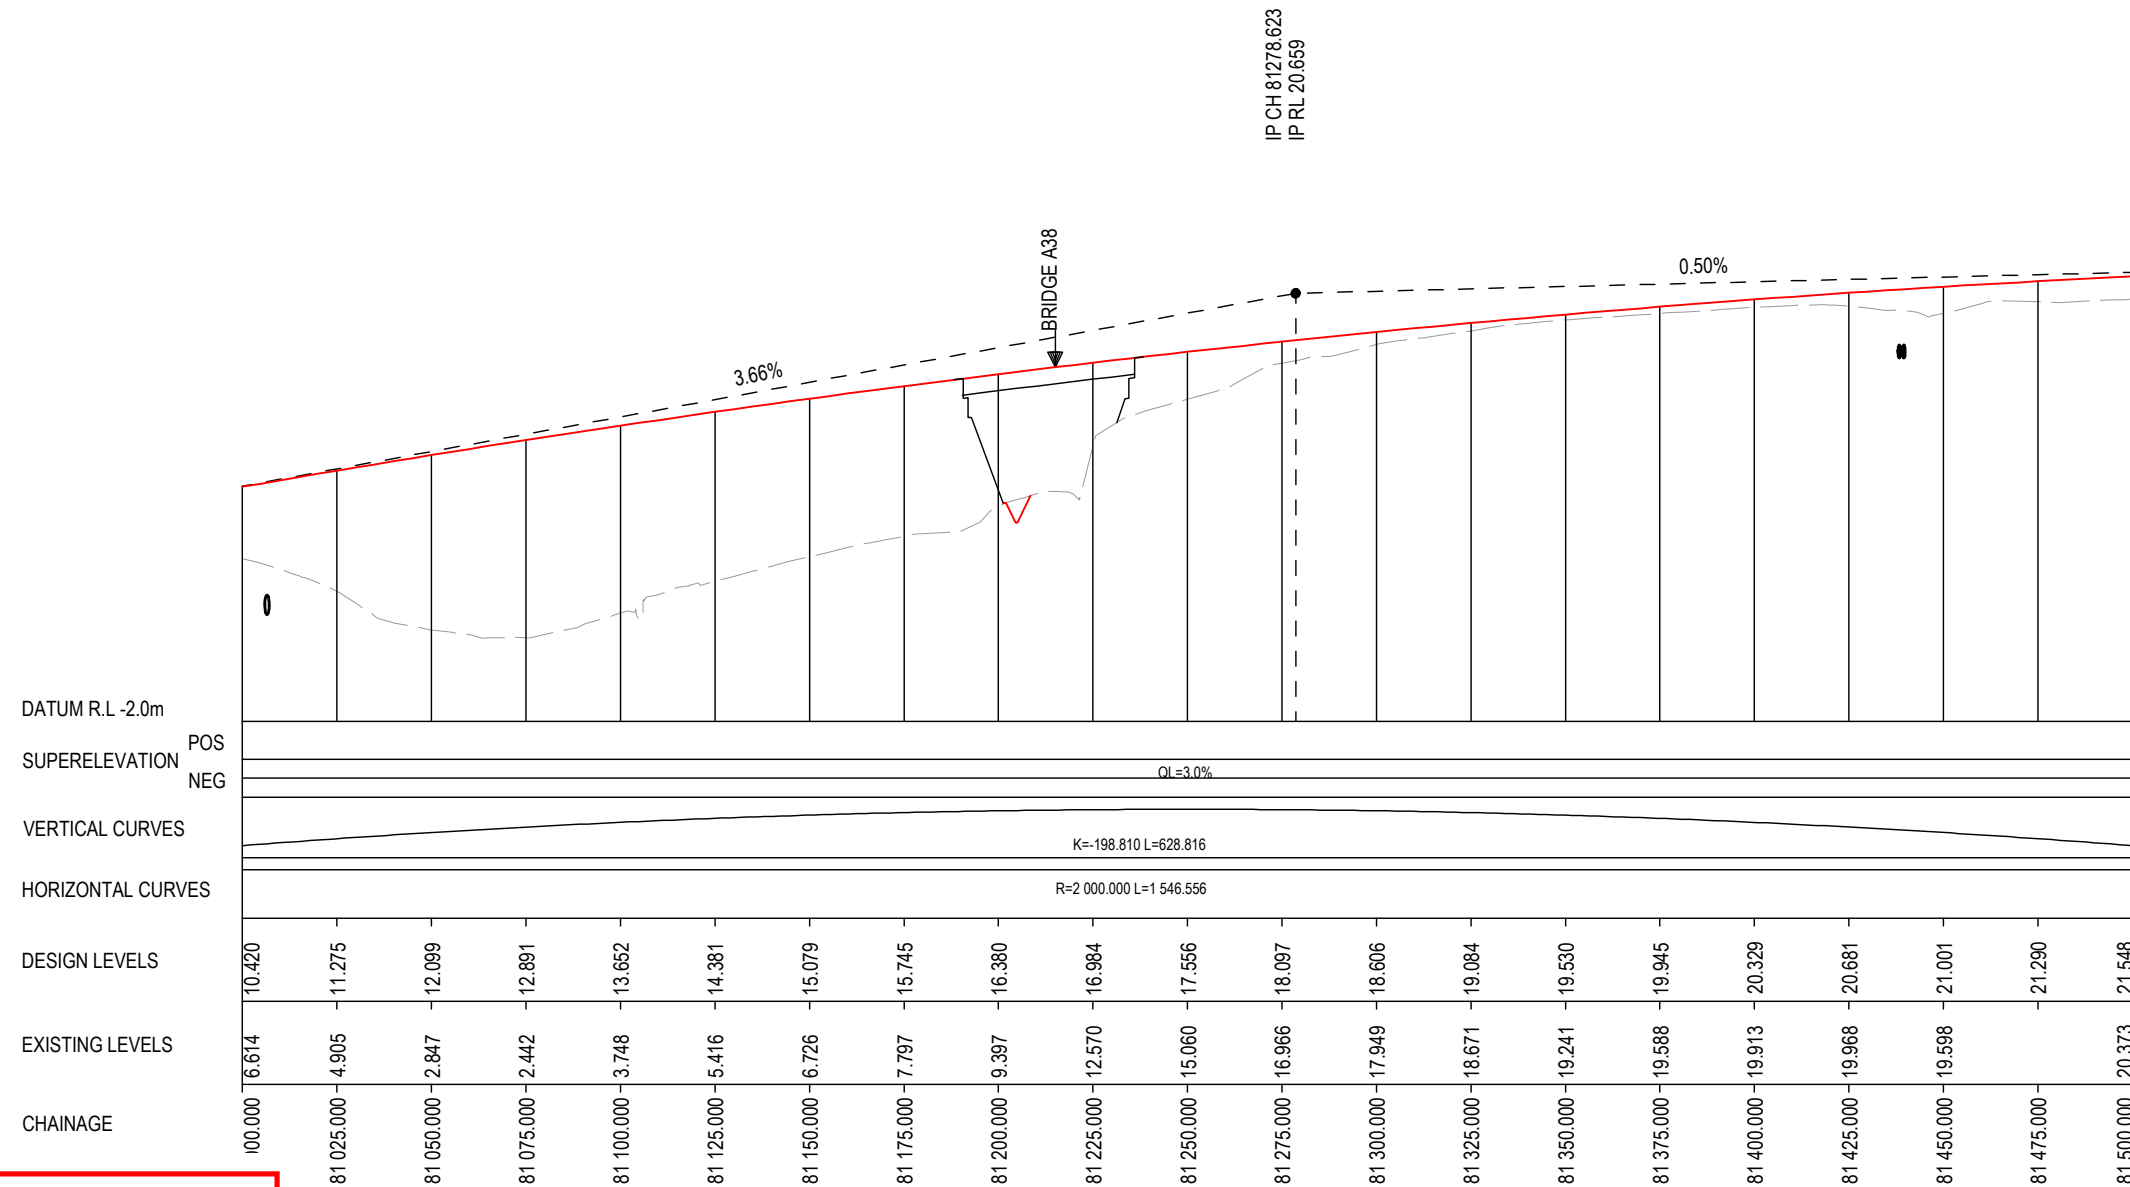 IP CH 81278.623
IP RL 20.659
BRIDGE A38
3.66%
0.50%
DATUM R.L -2.0m
SUPERELEVATION
POS
NEG
QL=3.0%
VERTICAL CURVES
K=-198.810 L=628.816
HORIZONTAL CURVES
R=2 000.000 L=1 546.556
DESIGN LEVELS
10.420 11.275 12.099 12.891 13.652 14.381 15.079 15.745 16.380 16.984 17.556 18.097 18.606 19.084 19.530 19.945 20.329 20.681 21.001 21.290 21.548
EXISTING LEVELS
6.614 4.905 2.847 2.442 3.748 5.416 6.726 7.797 9.397 12.570 15.060 16.966 17.949 18.671 19.241 19.588 19.913 19.968 19.598 20.373
CHAINAGE
00.000 81 025.000 81 050.000 81 075.000 81 100.000 81 125.000 81 150.000 81 175.000 81 200.000 81 225.000 81 250.000 81 275.000 81 300.000 81 325.000 81 350.000 81 375.000 81 400.000 81 425.000 81 450.000 81 475.000 81 500.000